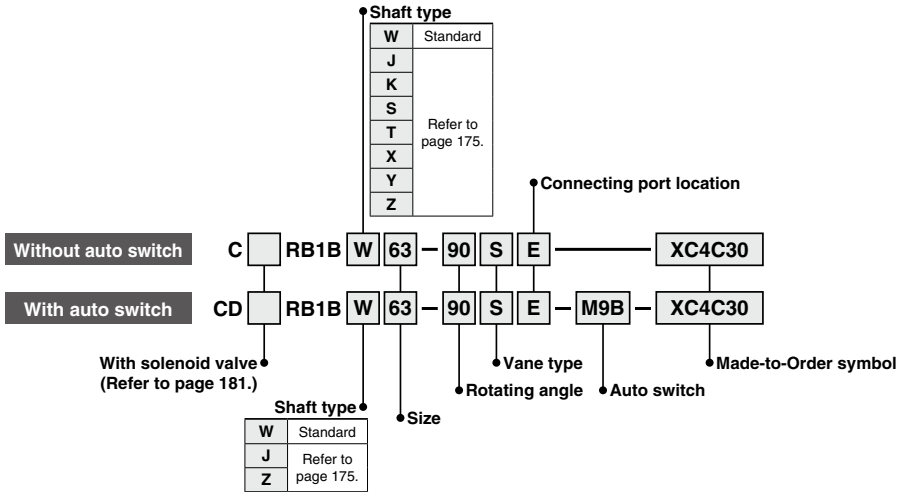 Shaft type
W Standard
J
K
S
T
X
Y
Z
Refer to
page 175.
Connecting port location
Without auto switch C RB1B W 63 — 90 S E — XC4C30
With auto switch CD RB1B W 63 — 90 S E — M9B — XC4C30
With solenoid valve
(Refer to page 181.)
Vane type
Made-to-Order symbol
Rotating angle
Auto switch
Shaft type
Size
W Standard
J
Z
Refer to
page 175.